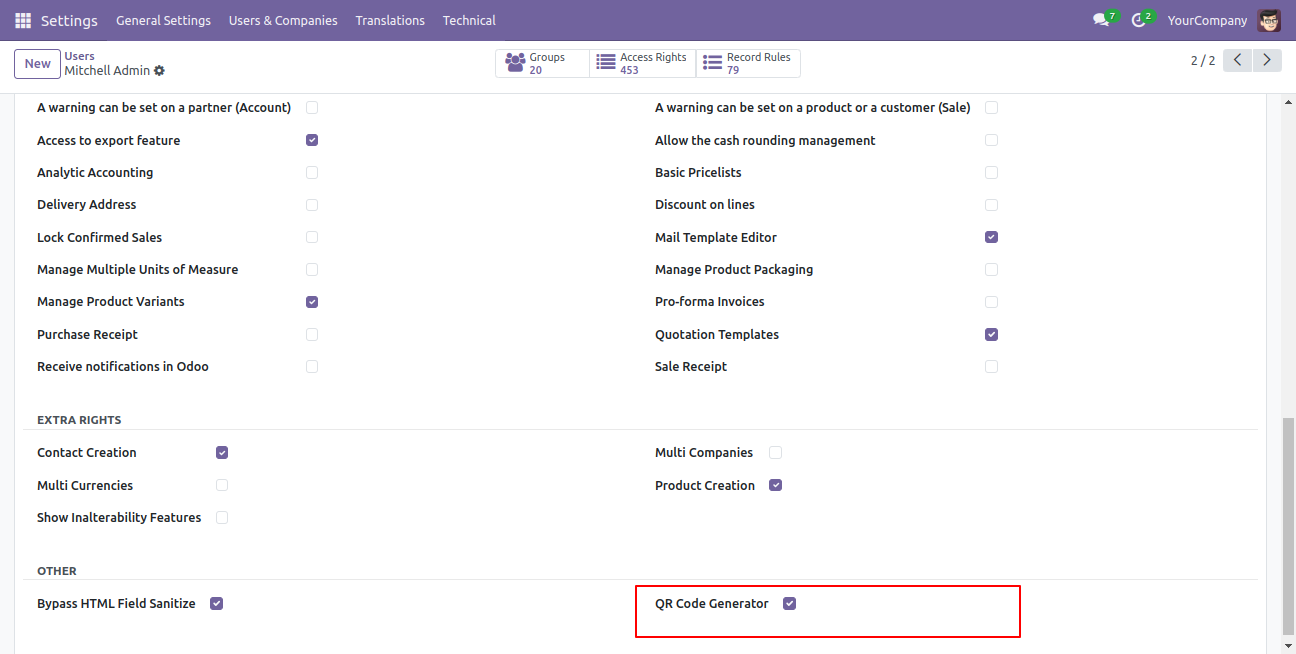 Settings General Settings Users & Companies Translations Technical 7 2 YourCompany
New Users Groups 20 Access Rights 453 Record Rules 79 2 / 2
Mitchell Admin
A warning can be set on a partner (Account) A warning can be set on a product or a customer (Sale)
Access to export feature Allow the cash rounding management
Analytic Accounting Basic Pricelists
Delivery Address Discount on lines
Lock Confirmed Sales Mail Template Editor
Manage Multiple Units of Measure Manage Product Packaging
Manage Product Variants Pro-forma Invoices
Purchase Receipt Quotation Templates
Receive notifications in Odoo Sale Receipt
EXTRA RIGHTS
Contact Creation Multi Companies
Multi Currencies Product Creation
Show Inalterability Features
OTHER
Bypass HTML Field Sanitize QR Code Generator